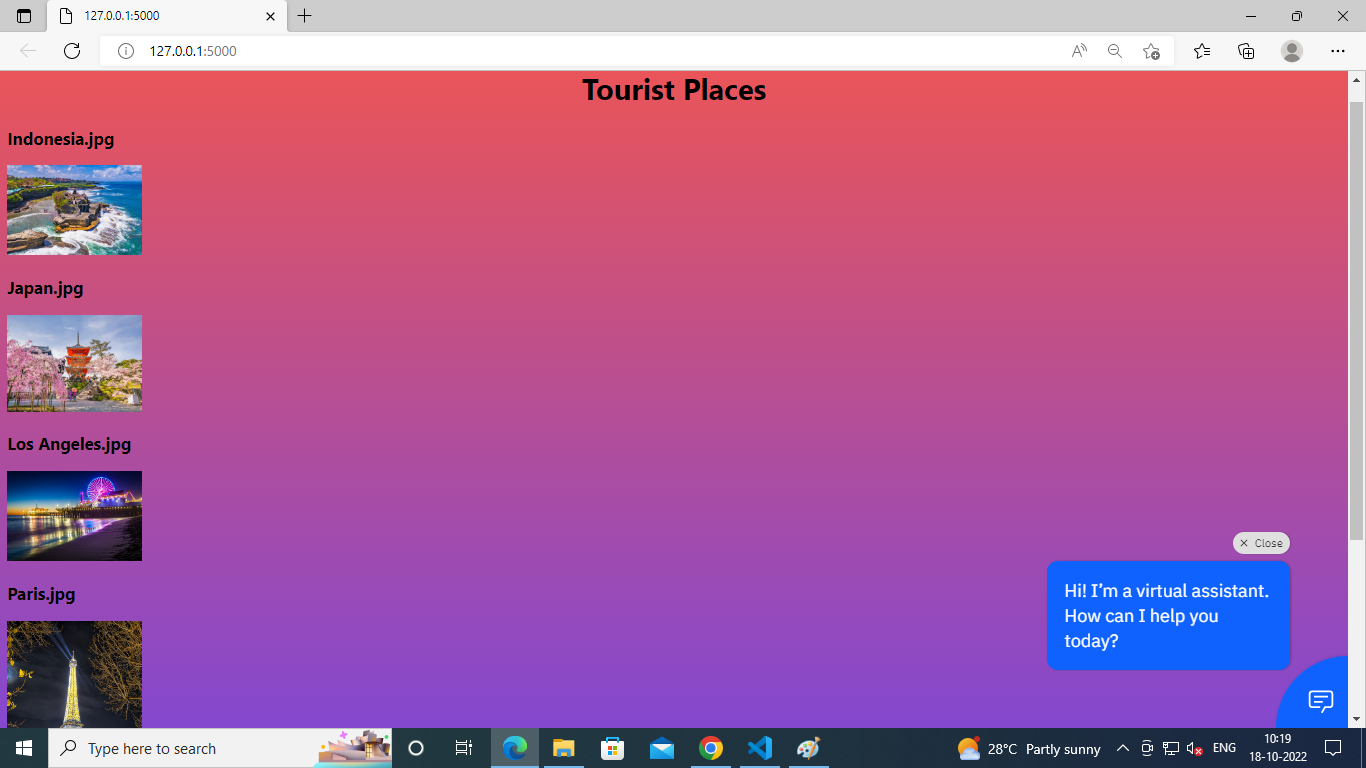 127.0.0.1:5000
127.0.0.1:5000
Tourist Places
Indonesia.jpg
Japan.jpg
Los Angeles.jpg
Paris.jpg
Close
Hi! I’m a virtual assistant.
How can I help you
today?
Type here to search
28°C Partly sunny
ENG
10:19
18-10-2022